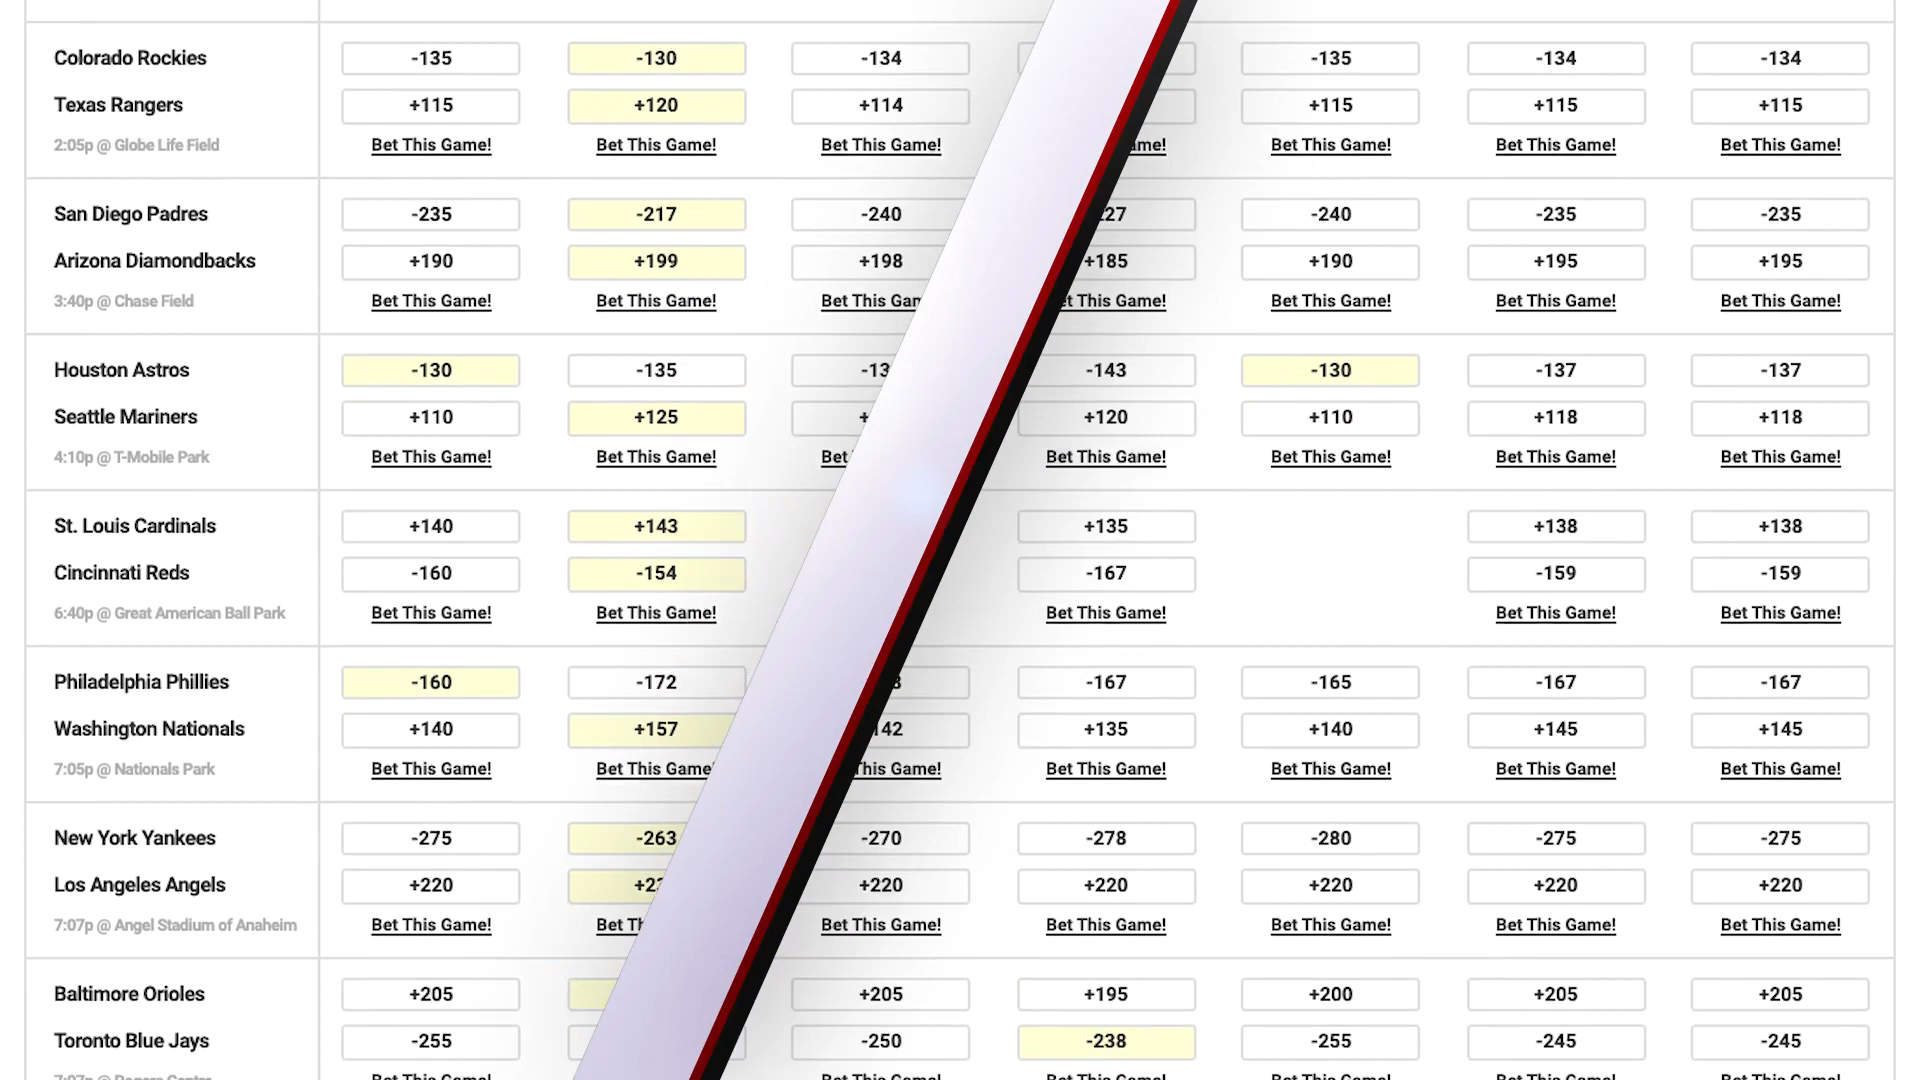 Colorado Rockies -135 -130 -134 -135 -134 -134
Texas Rangers +115 +120 +114 +115 +115 +115
2:05p @ Globe Life Field Bet This Game! Bet This Game! Bet This Game! Bet This Game! Bet This Game! Bet This Game!
San Diego Padres -235 -217 -240 -240 -235 -235
Arizona Diamondbacks +190 +199 +198 +185 +190 +195 +195
3:40p @ Chase Field Bet This Game! Bet This Game! Bet This This Game! Bet This Game! Bet This Game! Bet This Game!
Houston Astros -130 -135 -143 -130 -137 -137
Seattle Mariners +110 +125 +120 +110 +118 +118
4:10p @ T-Mobile Park Bet This Game! Bet This Game! Bet Bet This Game! Bet This Game! Bet This Game! Bet This Game!
St. Louis Cardinals +140 +143 +135 +138 +138
Cincinnati Reds -160 -154 -167 -159 -159
6:40p @ Great American Ball Park Bet This Game! Bet This Game! Bet This Game! Bet This Game! Bet This Game!
Philadelphia Phillies -160 -172 -167 -165 -167 -167
Washington Nationals +140 +157 +135 +140 +145 +145
7:05p @ Nationals Park Bet This Game! Bet This Game This Game! Bet This Game! Bet This Game! Bet This Game! Bet This Game!
New York Yankees -275 -263 -270 -278 -280 -275 -275
Los Angeles Angels +220 +220 +220 +220 +220 +220
7:07p @ Angel Stadium of Anaheim Bet This Game! Bet Bet This Game! Bet This Game! Bet This Game! Bet This Game! Bet This Game!
Baltimore Orioles +205 +205 +195 +200 +205 +205
Toronto Blue Jays -255 -250 -238 -255 -245 -245